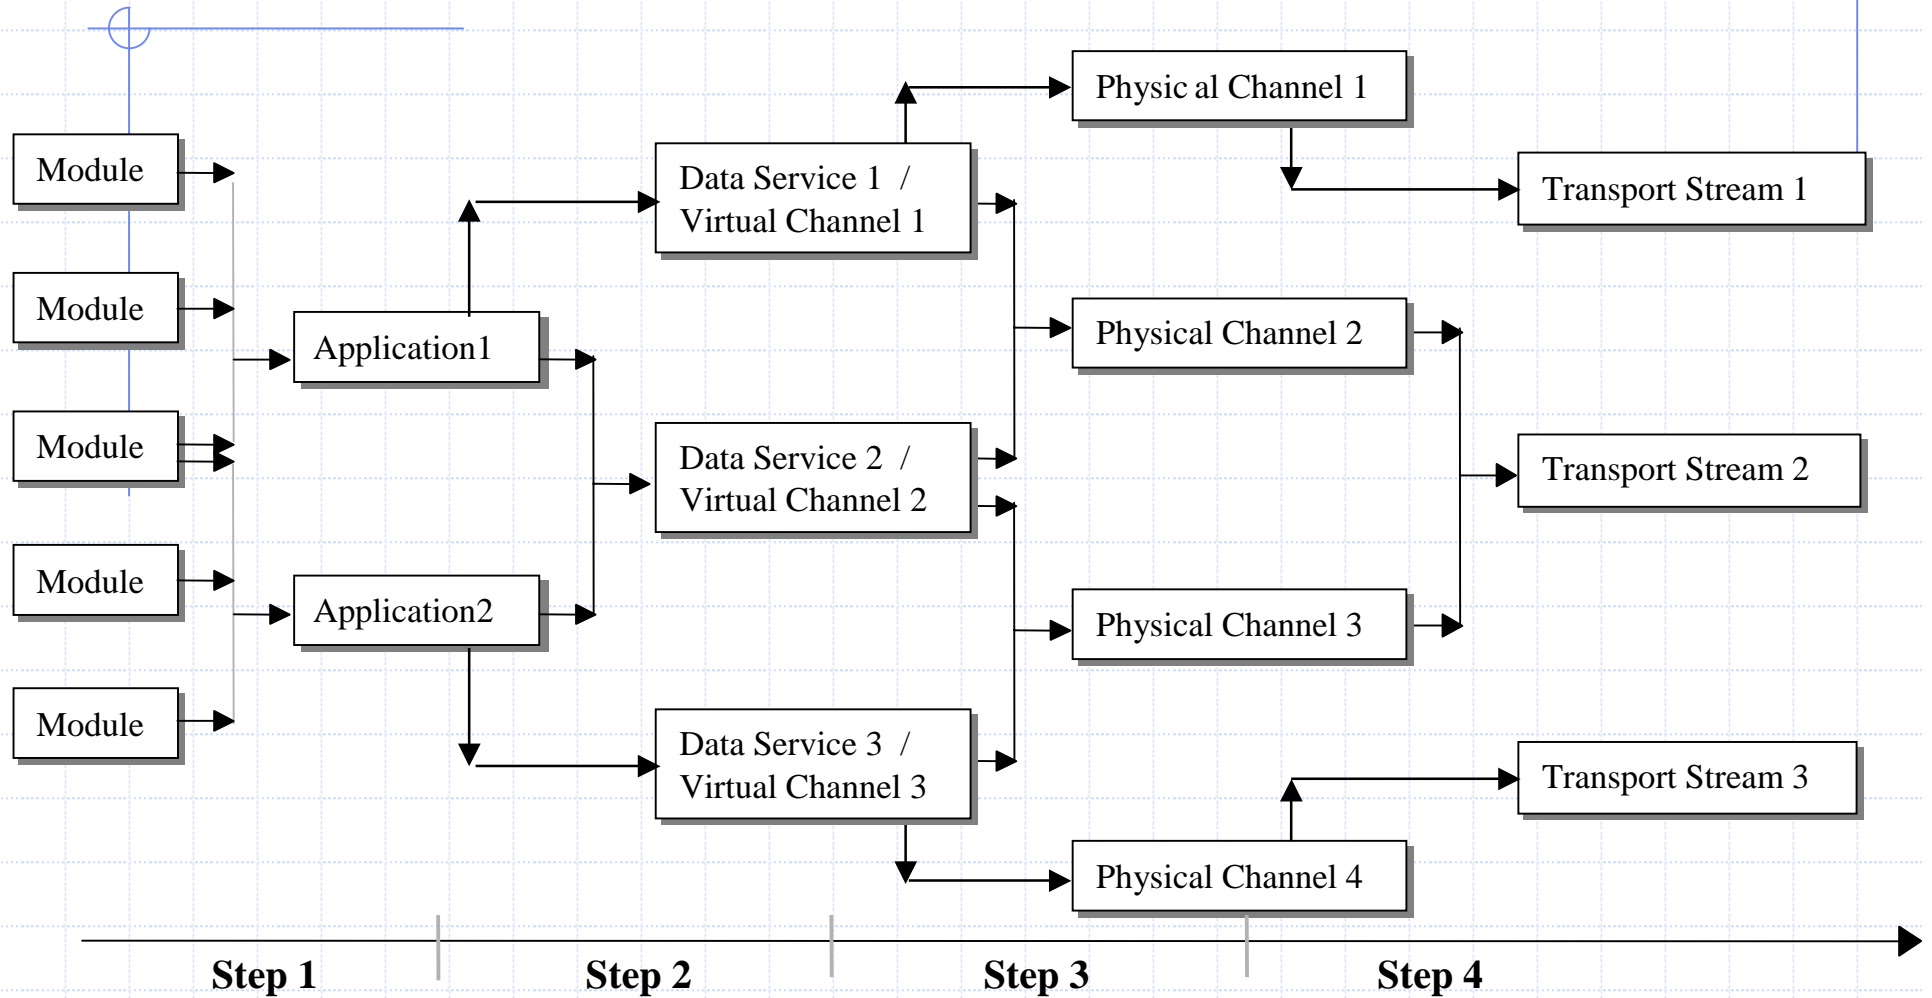 Module
Module
Module
Module
Module
Application1
Application2
Data Service 1 /
Virtual Channel 1
Data Service 2 /
Virtual Channel 2
Data Service 3 /
Virtual Channel 3
Physic al Channel 1
Physical Channel 2
Physical Channel 3
Physical Channel 4
Transport Stream 1
Transport Stream 2
Transport Stream 3
Step 1
Step 2
Step 3
Step 4